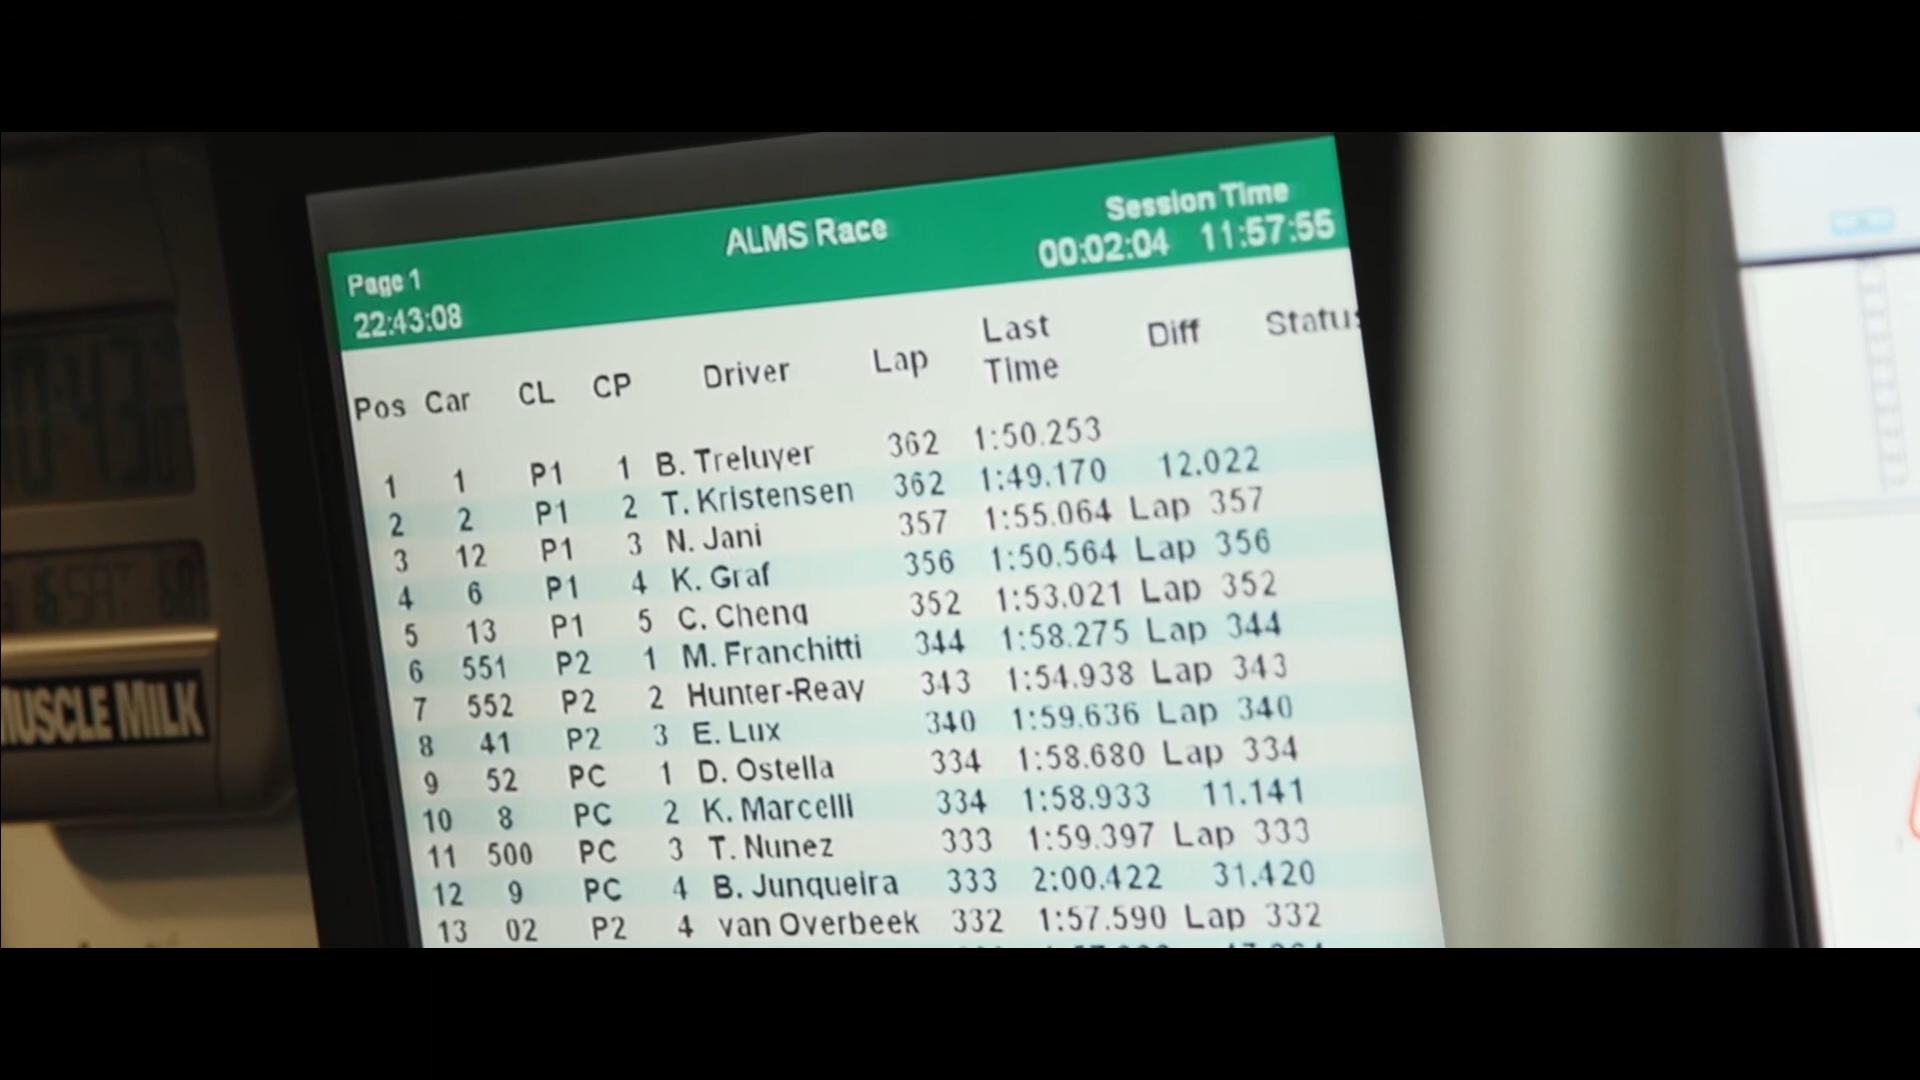 ALMS Race
Session Time
Page 1
00:02:04 11:57:55
22:43:08
Pos Car CL CP Driver Lap Last Time Diff Status
1 1 P1 1 B. Treluyer 362 1:50.253
2 2 P1 2 T. Kristensen 362 1:49.170 12.022
3 12 P1 3 N. Jani 357 1:55.064 Lap 357
4 6 P1 4 K. Graf 356 1:50.564 Lap 356
5 13 P1 5 C. Cheng 352 1:53.021 Lap 352
6 551 P2 1 M. Franchitti 344 1:58.275 Lap 344
7 552 P2 2 Hunter-Reay 343 1:54.938 Lap 343
8 41 P2 3 E. Lux 340 1:59.636 Lap 340
9 52 PC 1 D. Ostella 334 1:58.680 Lap 334
10 8 PC 2 K. Marcelli 334 1:58.933 11.141
11 500 PC 3 T. Nunez 333 1:59.397 Lap 333
12 9 PC 4 B. Junqueira 333 2:00.422 31.420
13 02 P2 4 van Overbeek 332 1:57.590 Lap 332
MUSCLE MILK